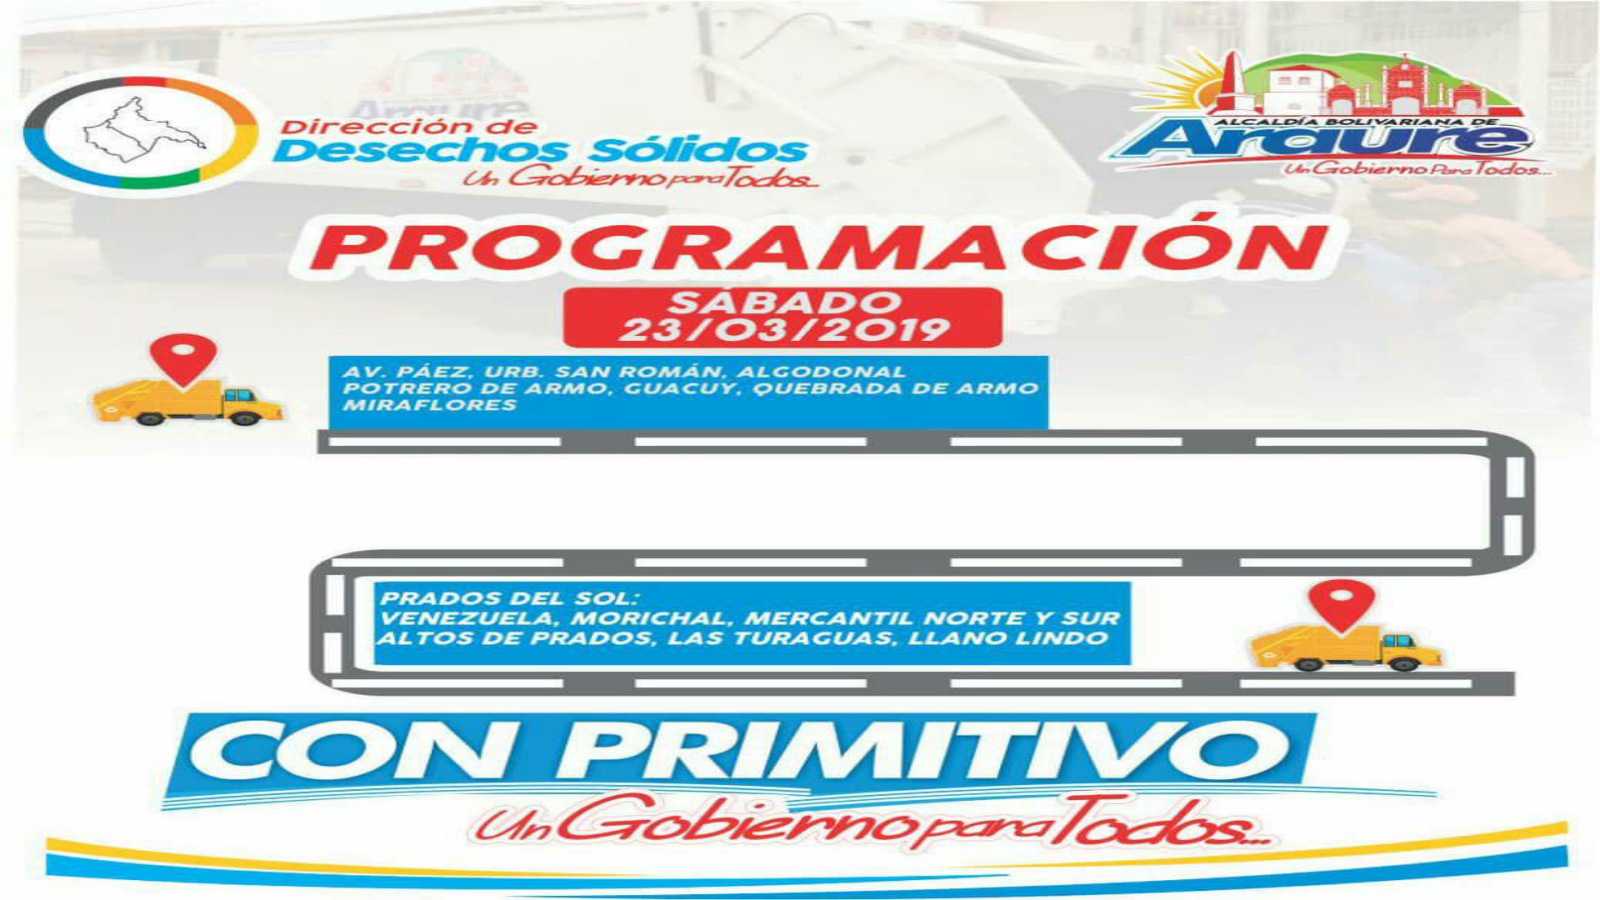 Dirección de
Desechos Sólidos
Un Gobierno para Todos...
ALCALDÍA BOLIVARIANA DE
Araure
Un Gobierno Para Todos...
Araure
PROGRAMACIÓN
SÁBADO
23/03/2019
AV. PÁEZ, URB. SAN ROMÁN, ALGODONAL
POTRERO DE ARMO, GUACUY, QUEBRADA DE ARMO
MIRAFLORES
PRADOS DEL SOL:
VENEZUELA, MORICHAL, MERCANTIL NORTE Y SUR
ALTOS DE PRADOS, LAS TURAGUAS, LLANO LINDO
CON PRIMITIVO
Un Gobierno para Todos...